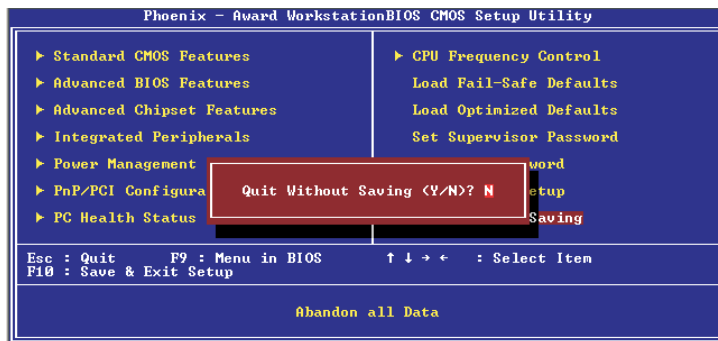 Phoenix - Award WorkstationBIOS CMOS Setup Utility
► Standard CMOS Features
► Advanced BIOS Features
► Advanced Chipset Features
► Integrated Peripherals
► Power Management
► PnP/PCI Configura
► PC Health Status
► CPU Frequency Control
Load Fail-Safe Defaults
Load Optimized Defaults
Set Supervisor Password
word
etup
Saving
Quit Without Saving (Y/N)? N
Esc : Quit F9 : Menu in BIOS ↑ ↓ → ← : Select Item
F10 : Save & Exit Setup
Abandon all Data